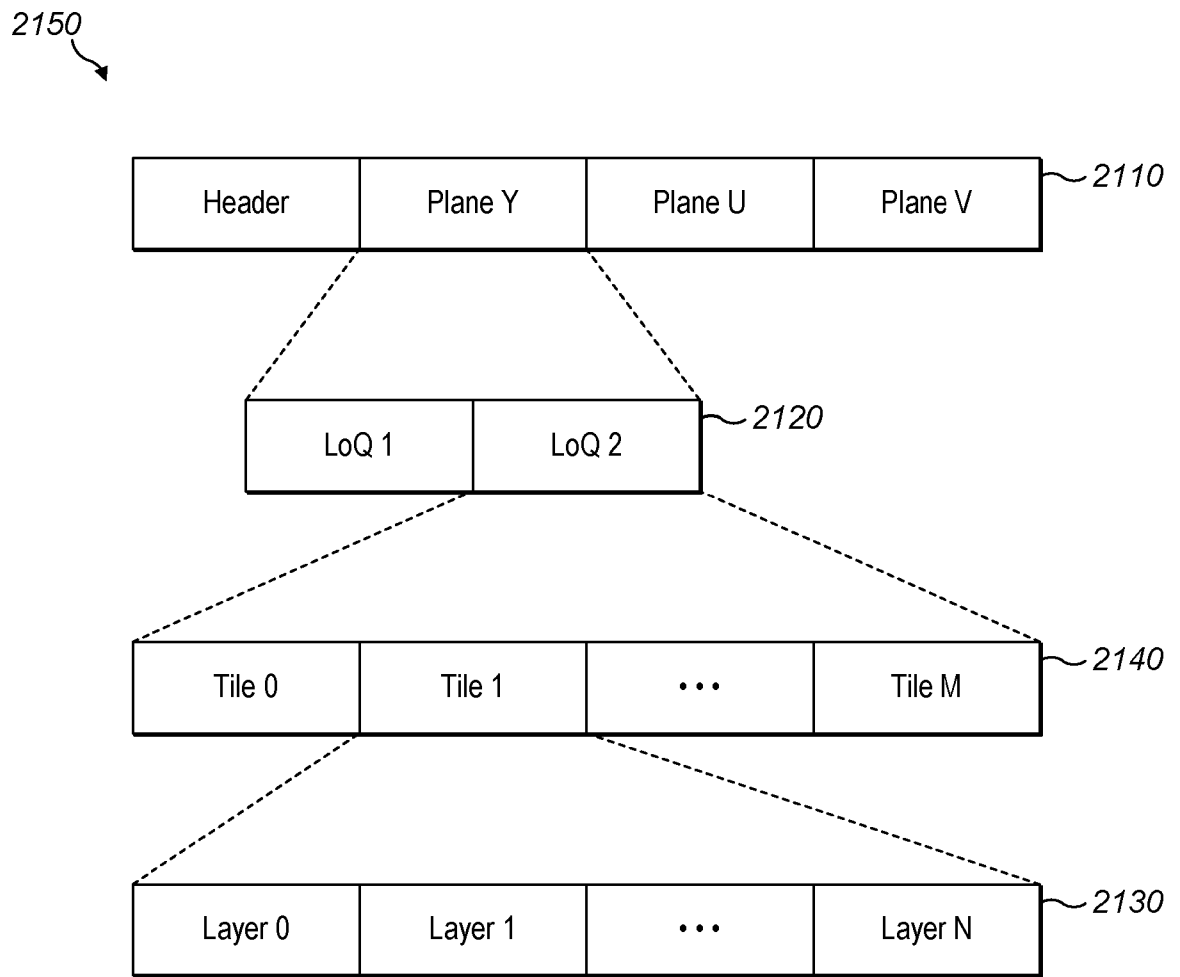 2150
Header Plane Y Plane U Plane V 2110
LoQ 1 LoQ 2 2120
Tile 0 Tile 1 ••• Tile M 2140
Layer 0 Layer 1 ••• Layer N 2130